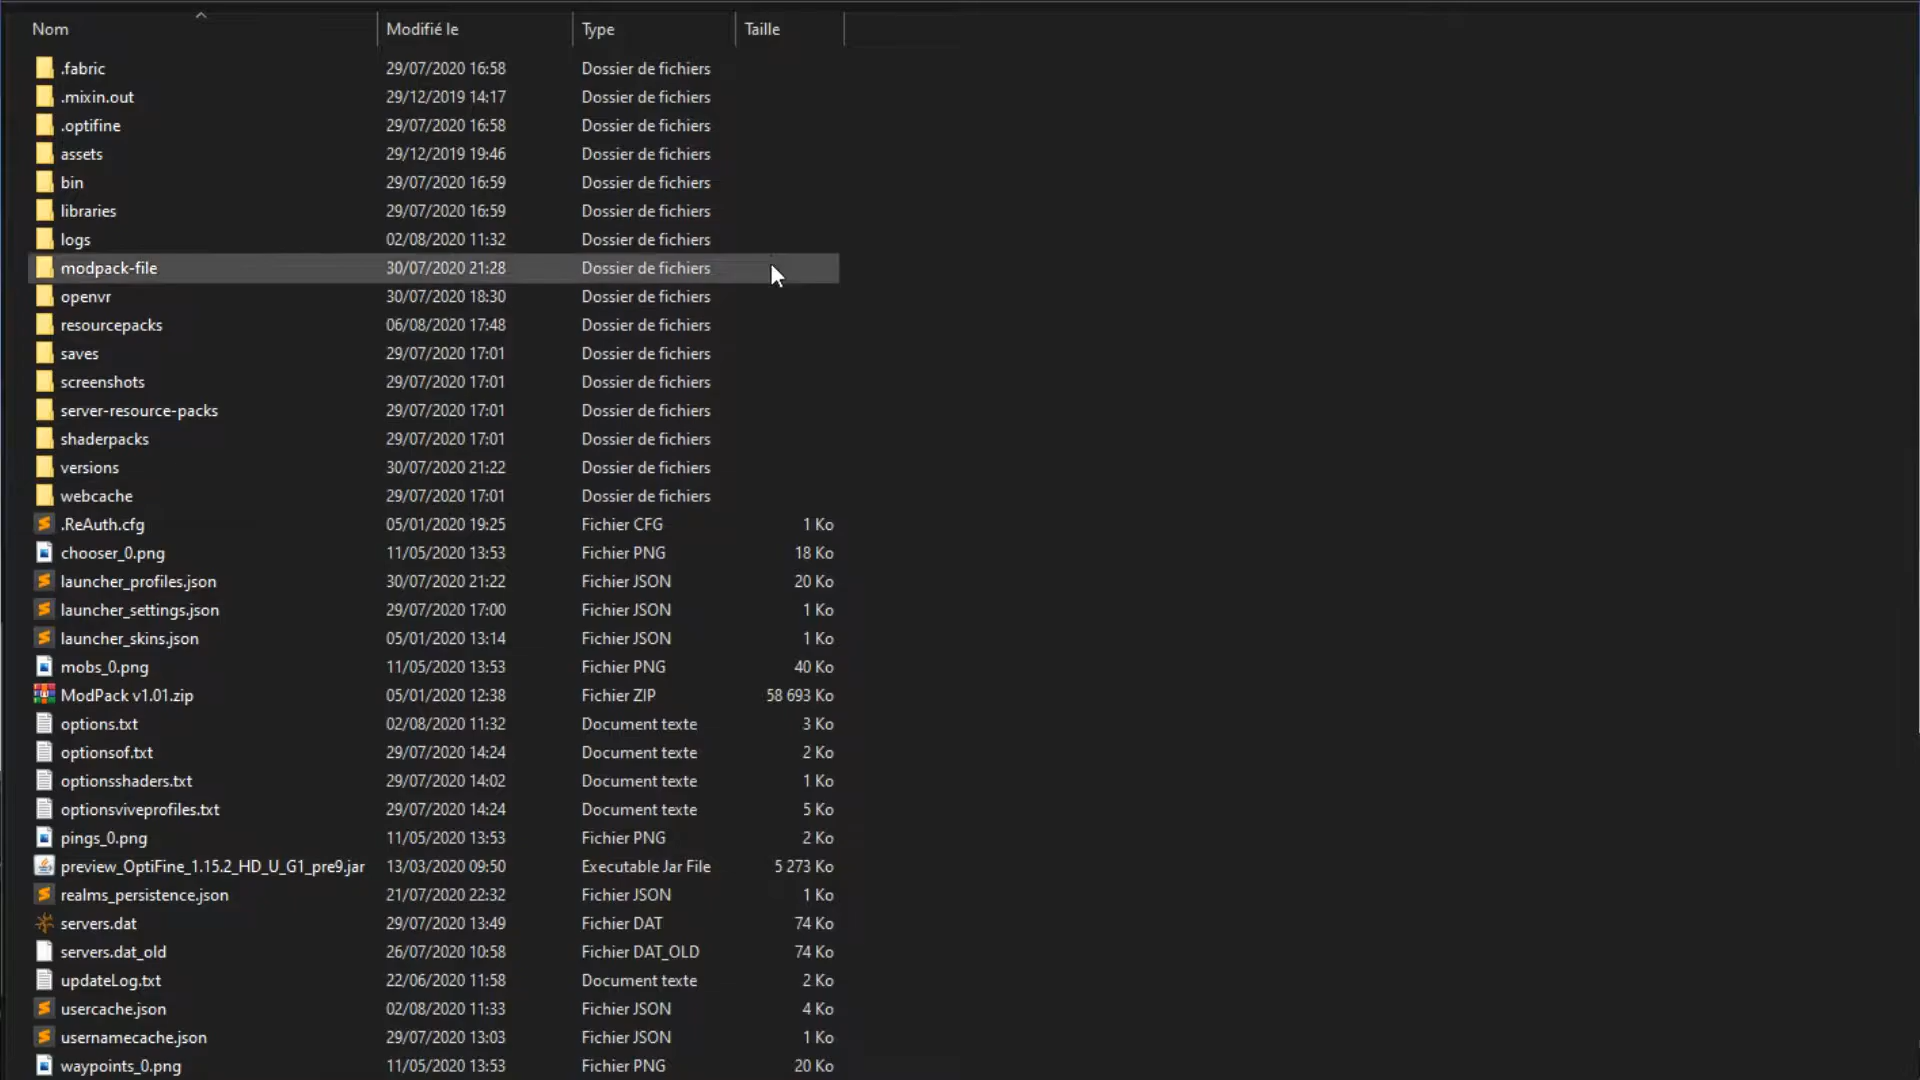 Nom Modifié le Type Taille
.fabric 29/07/2020 16:58 Dossier de fichiers
.mixin.out 29/12/2019 14:17 Dossier de fichiers
.optifine 29/07/2020 16:58 Dossier de fichiers
assets 29/12/2019 19:46 Dossier de fichiers
bin 29/07/2020 16:59 Dossier de fichiers
libraries 29/07/2020 16:59 Dossier de fichiers
logs 02/08/2020 11:32 Dossier de fichiers
modpack-file 30/07/2020 21:28 Dossier de fichiers
openvr 30/07/2020 18:30 Dossier de fichiers
resourcepacks 06/08/2020 17:48 Dossier de fichiers
saves 29/07/2020 17:01 Dossier de fichiers
screenshots 29/07/2020 17:01 Dossier de fichiers
server-resource-packs 29/07/2020 17:01 Dossier de fichiers
shaderpacks 29/07/2020 17:01 Dossier de fichiers
versions 30/07/2020 21:22 Dossier de fichiers
webcache 29/07/2020 17:01 Dossier de fichiers
.ReAuth.cfg 05/01/2020 19:25 Fichier CFG 1 Ko
chooser_0.png 11/05/2020 13:53 Fichier PNG 18 Ko
launcher_profiles.json 30/07/2020 21:22 Fichier JSON 20 Ko
launcher_settings.json 29/07/2020 17:00 Fichier JSON 1 Ko
launcher_skins.json 05/01/2020 13:14 Fichier JSON 1 Ko
mobs_0.png 11/05/2020 13:53 Fichier PNG 40 Ko
ModPack v1.01.zip 05/01/2020 12:38 Fichier ZIP 58 693 Ko
options.txt 02/08/2020 11:32 Document texte 3 Ko
optionsof.txt 29/07/2020 14:24 Document texte 2 Ko
optionsshaders.txt 29/07/2020 14:02 Document texte 1 Ko
optionsviveprofiles.txt 29/07/2020 14:24 Document texte 5 Ko
pings_0.png 11/05/2020 13:53 Fichier PNG 2 Ko
preview_OptiFine_1.15.2_HD_U_G1_pre9.jar 13/03/2020 09:50 Executable Jar File 5 273 Ko
realms_persistence.json 21/07/2020 22:32 Fichier JSON 1 Ko
servers.dat 29/07/2020 13:49 Fichier DAT 74 Ko
servers.dat_old 26/07/2020 10:58 Fichier DAT_OLD 74 Ko
updateLog.txt 22/06/2020 11:58 Document texte 2 Ko
usercache.json 02/08/2020 11:33 Fichier JSON 4 Ko
usernamecache.json 29/07/2020 13:03 Fichier JSON 1 Ko
waypoints_0.png 11/05/2020 13:53 Fichier PNG 20 Ko